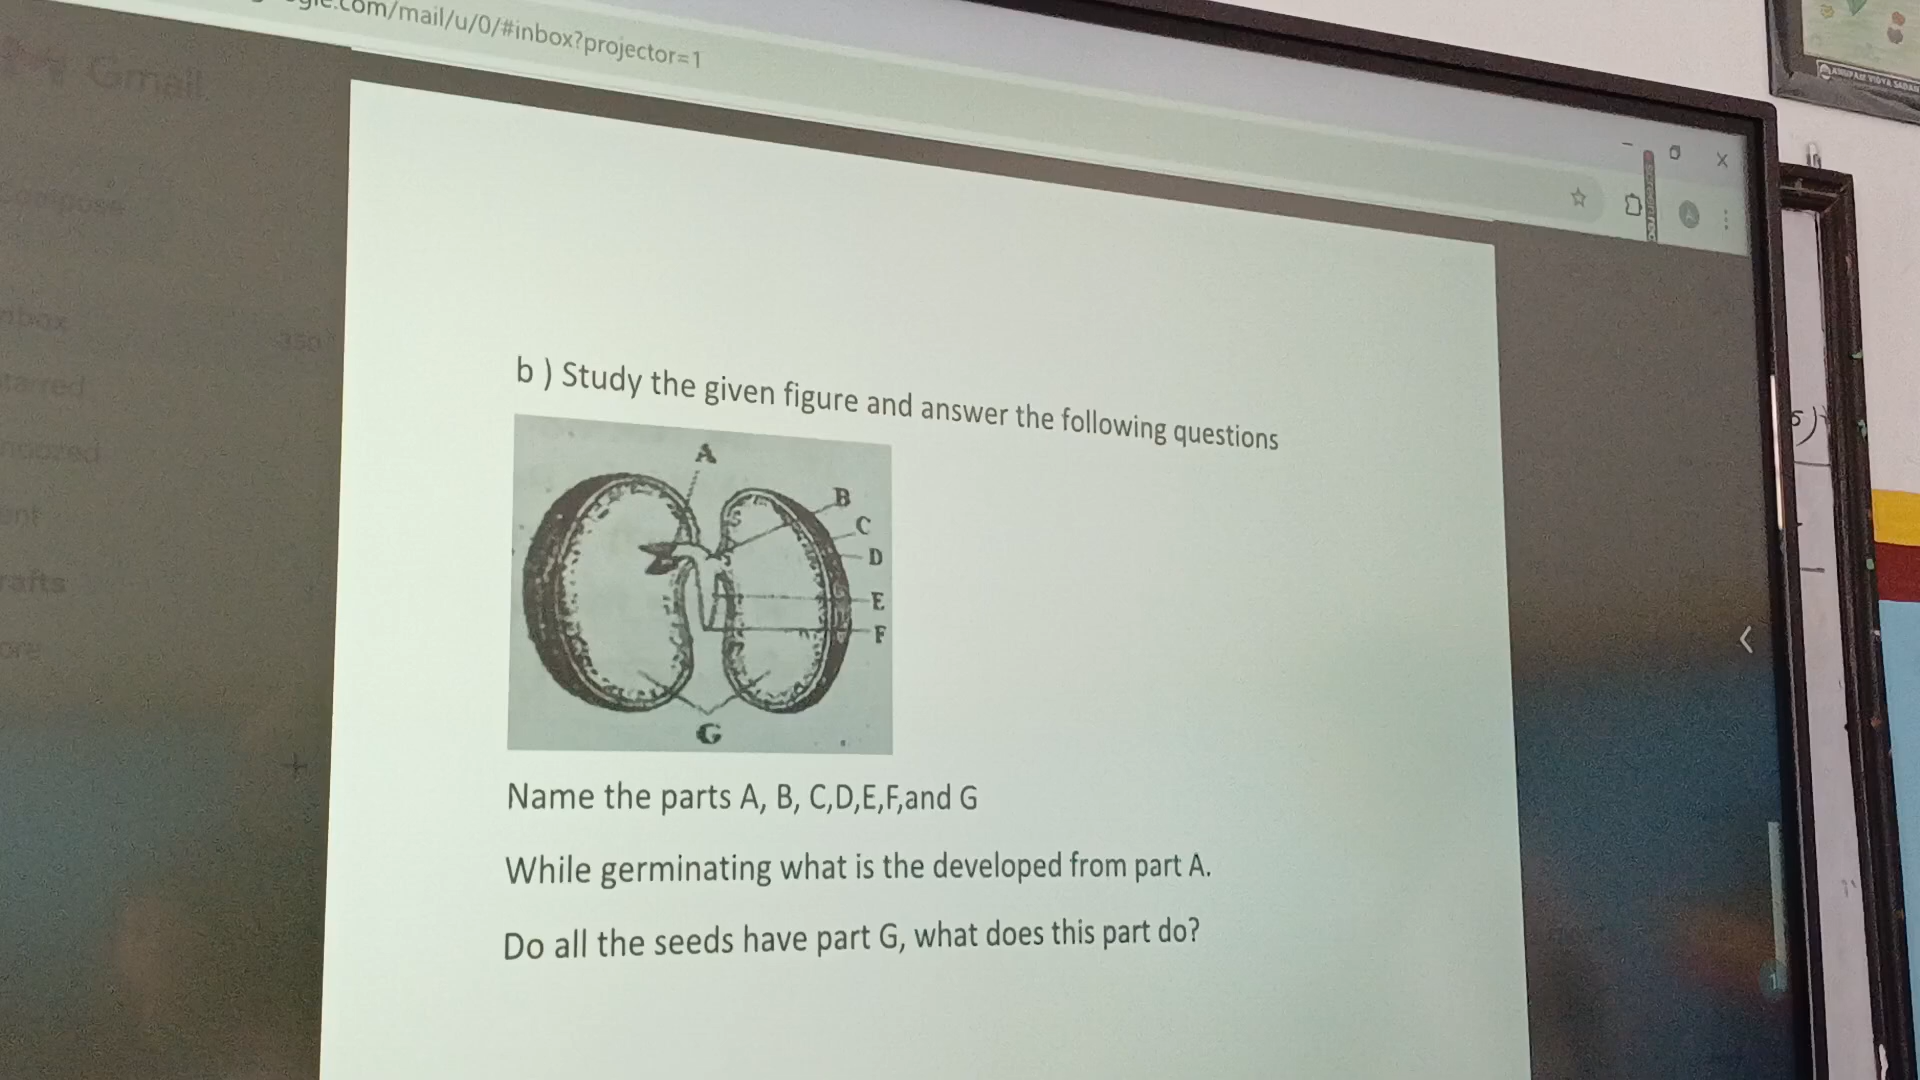 .com/mail/u/0/#inbox?projector=1
Gmail
b ) Study the given figure and answer the following questions
A
B
C
D
E
F
G
Name the parts A, B, C,D,E,F,and G
While germinating what is the developed from part A.
Do all the seeds have part G, what does this part do?